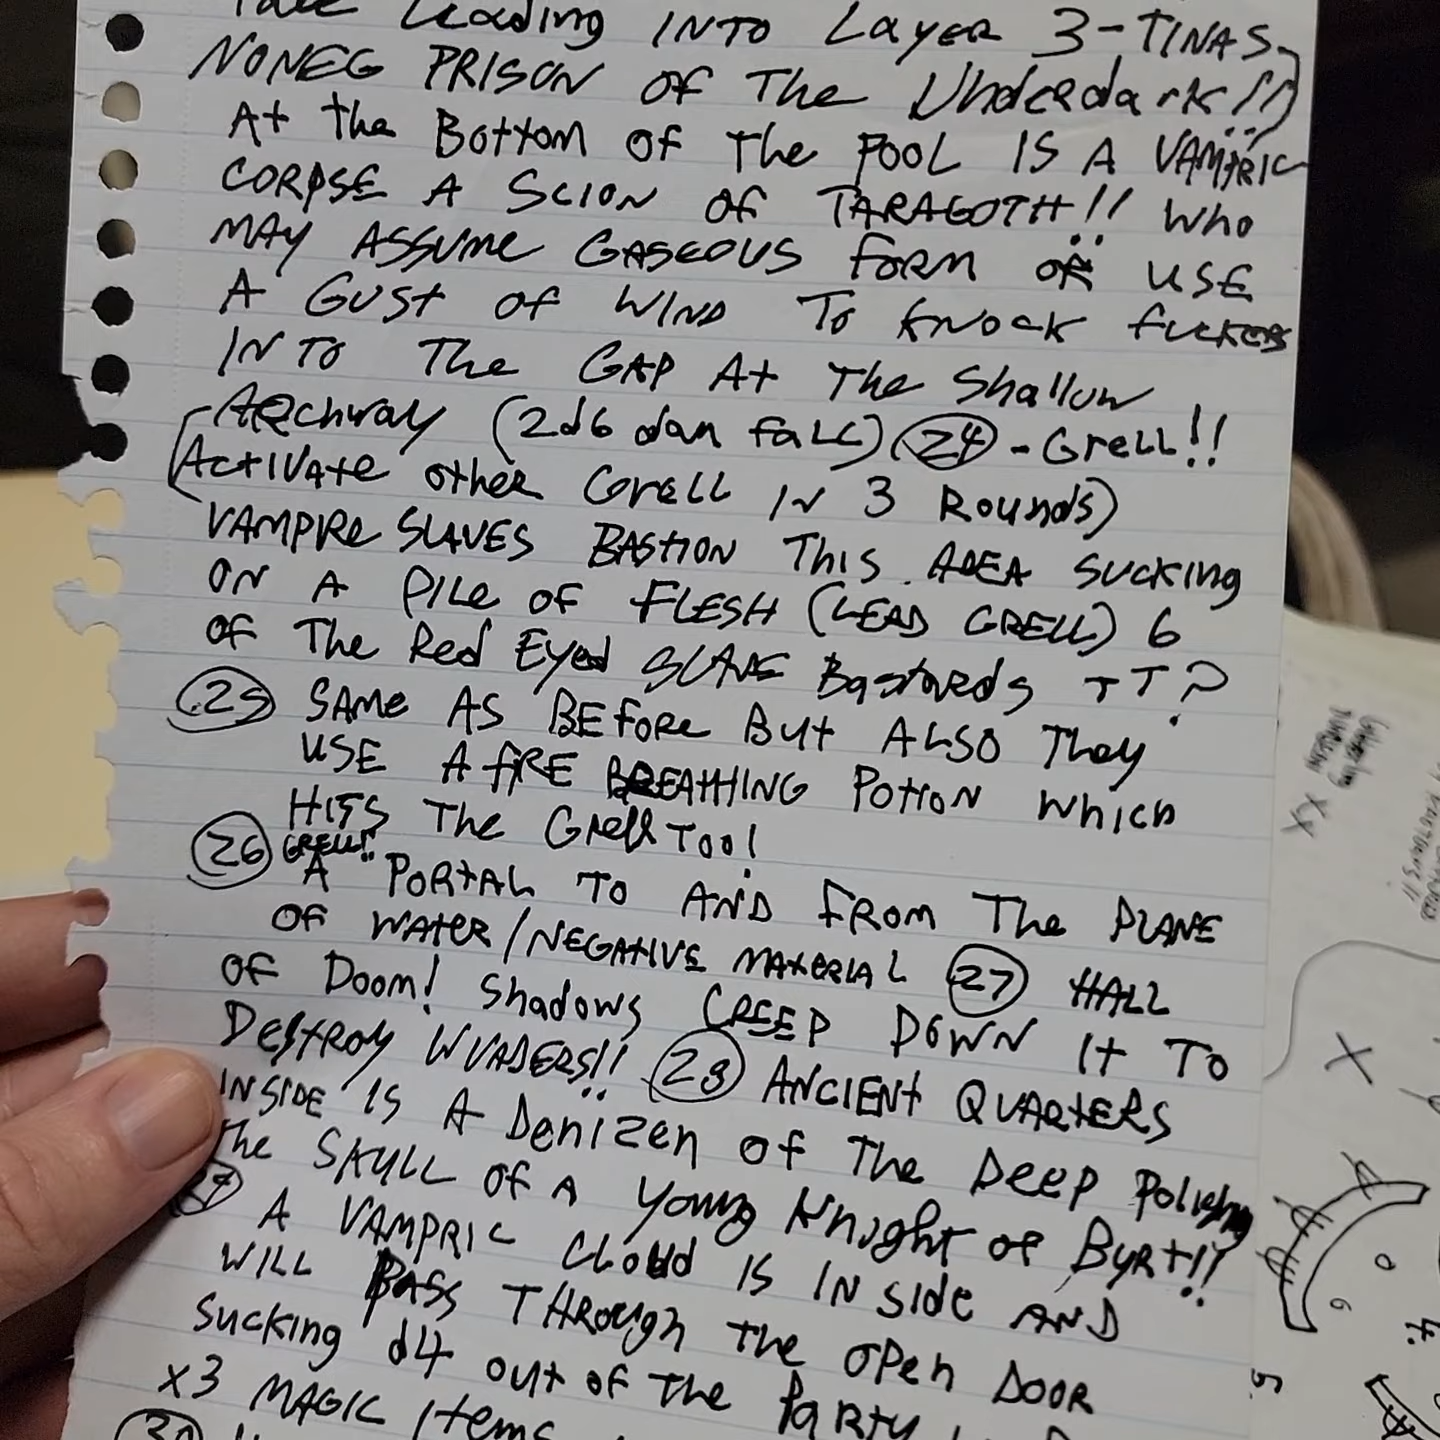 Leading INTO Layer 3-TINAS
NONEG PRISON OF The Underdark!!
At the Bottom OF The POOL IS A VAMPRIC
CORPSE A SCION OF TARAGOTH!! WHO
MAY ASSUME GASEOUS FORM OR USE
A GUST OF WIND TO KNOCK fuckers
INTO The GAP At The Shallow
Archway (2d6 dam fall) 24 - Grell!!
(Activate other Grell IN 3 Rounds)
VAMPIRE SLAVES BASTION THIS AREA SUCKING
ON A PILE OF FLESH (LEAD GRELL) 6
OF The Red Eyed SLAVE Bastards TT?
25 SAME AS BEFORE BUT ALSO They
USE A FIRE BREATHING POTION WHICH
HITS The Grell Too!
26 GRELL!!
A PORTAL TO AND FROM The PLANE
OF WATER/NEGATIVE MATERIAL 27 HALL
OF Doom! Shadows CREEP DOWN It TO
DESTROY INVADERS!! 28 ANCIENT QUARTERS
INSIDE IS A Denizen OF The Deep Polishing
The SKULL OF A Young Knight of Byrt!!
29 A VAMPRIC CLOUD IS INSide AND
WILL PASS THROUGH The OPEN DOOR
SUCKING d4 OUT OF The PARTY
x3 MAGIC Items
30